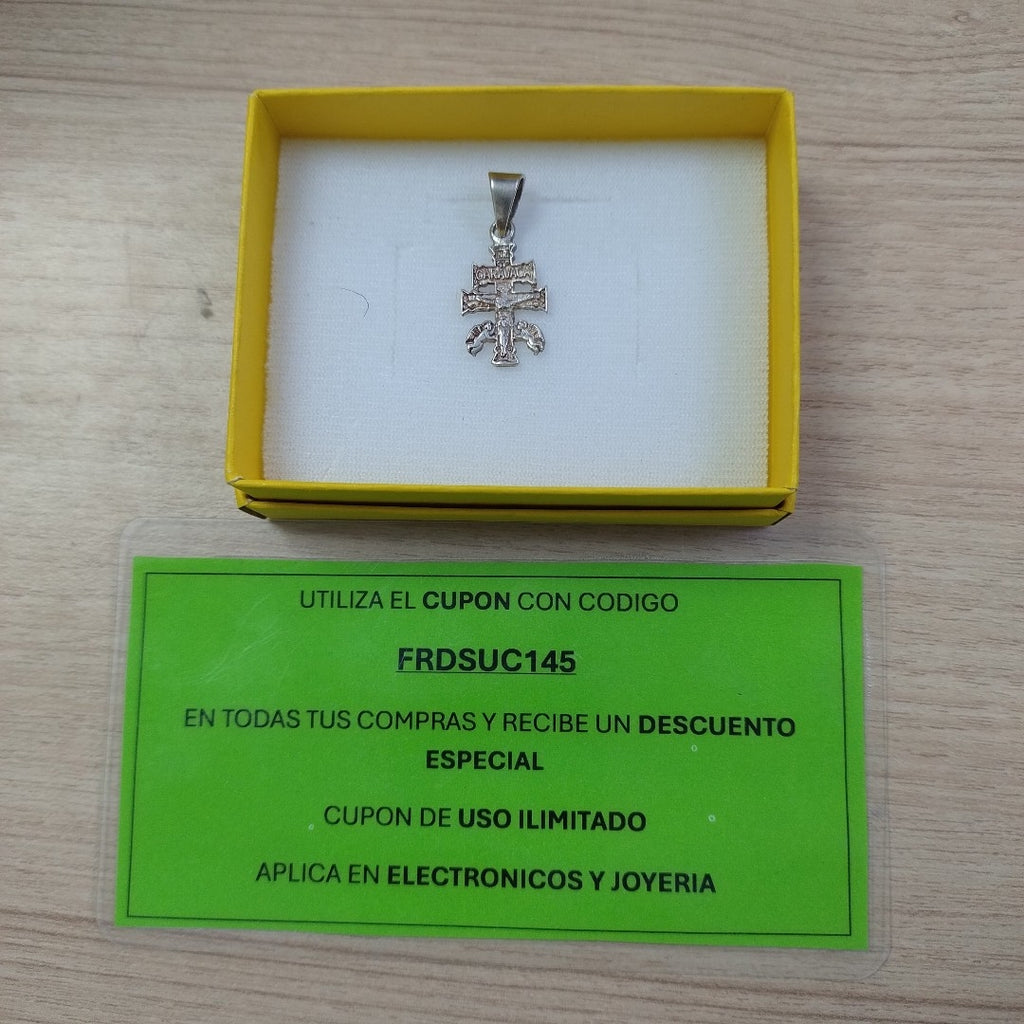 CARAVACA
UTILIZA EL CUPON CON CODIGO
FRDSUC145
EN TODAS TUS COMPRAS Y RECIBE UN DESCUENTO
ESPECIAL
CUPON DE USO ILIMITADO
APLICA EN ELECTRONICOS Y JOYERIA